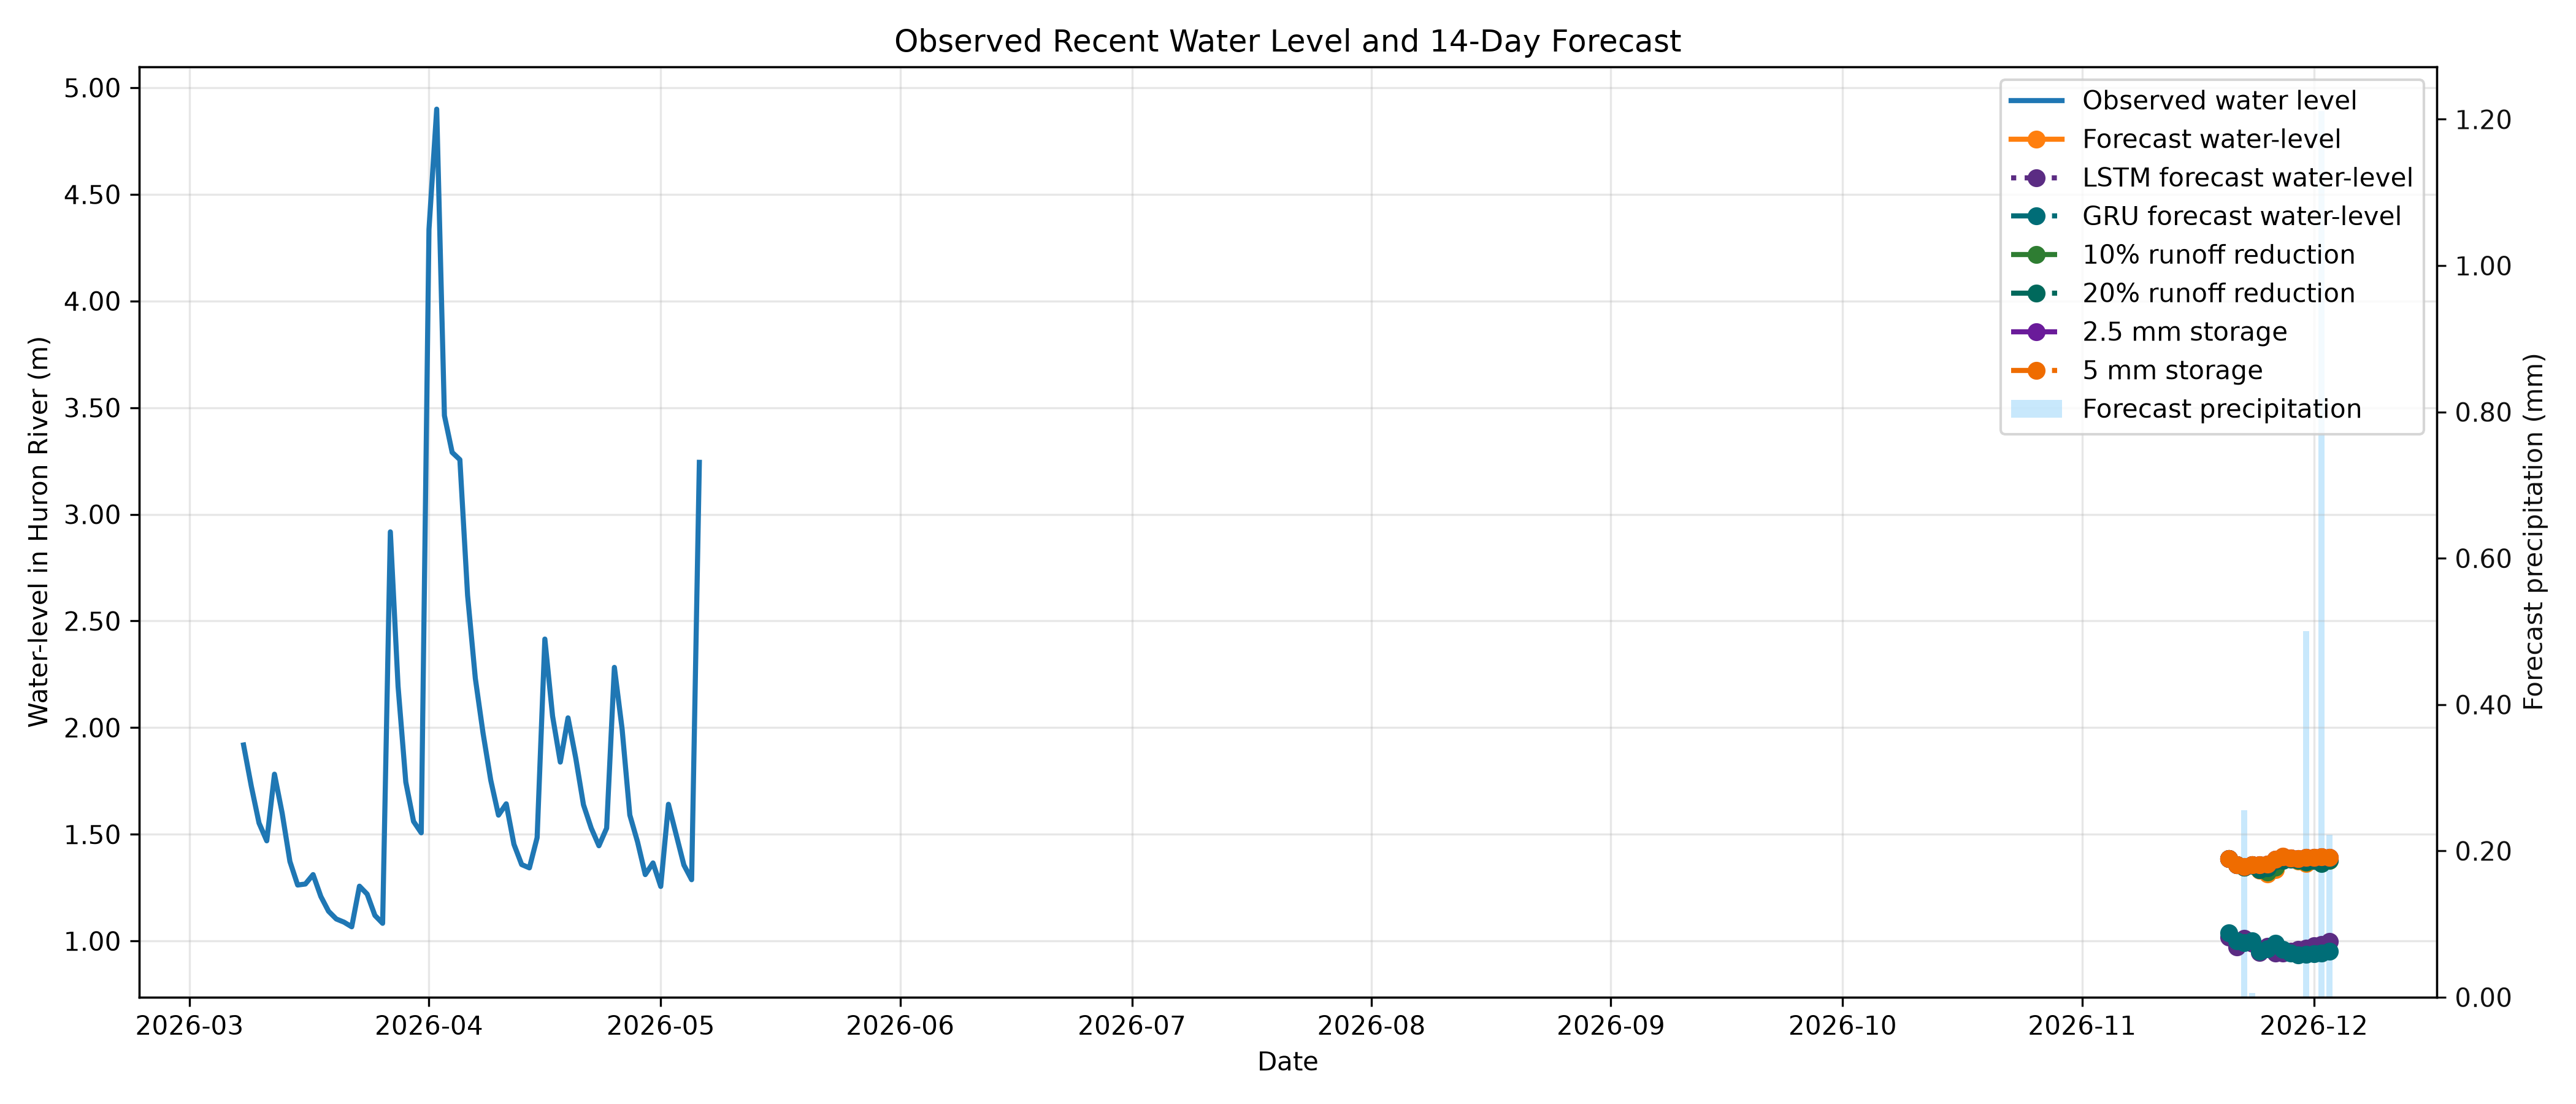 Observed Recent Water Level and 14-Day Forecast
Water-level in Huron River (m)
5.00
4.50
4.00
3.50
3.00
2.50
2.00
1.50
1.00
Observed water level
Forecast water-level
LSTM forecast water-level
GRU forecast water-level
10% runoff reduction
20% runoff reduction
2.5 mm storage
5 mm storage
Forecast precipitation
1.20
1.00
0.80
0.60
0.40
0.20
0.00
Forecast precipitation (mm)
2026-03 2026-04 2026-05 2026-06 2026-07 2026-08 2026-09 2026-10 2026-11 2026-12
Date